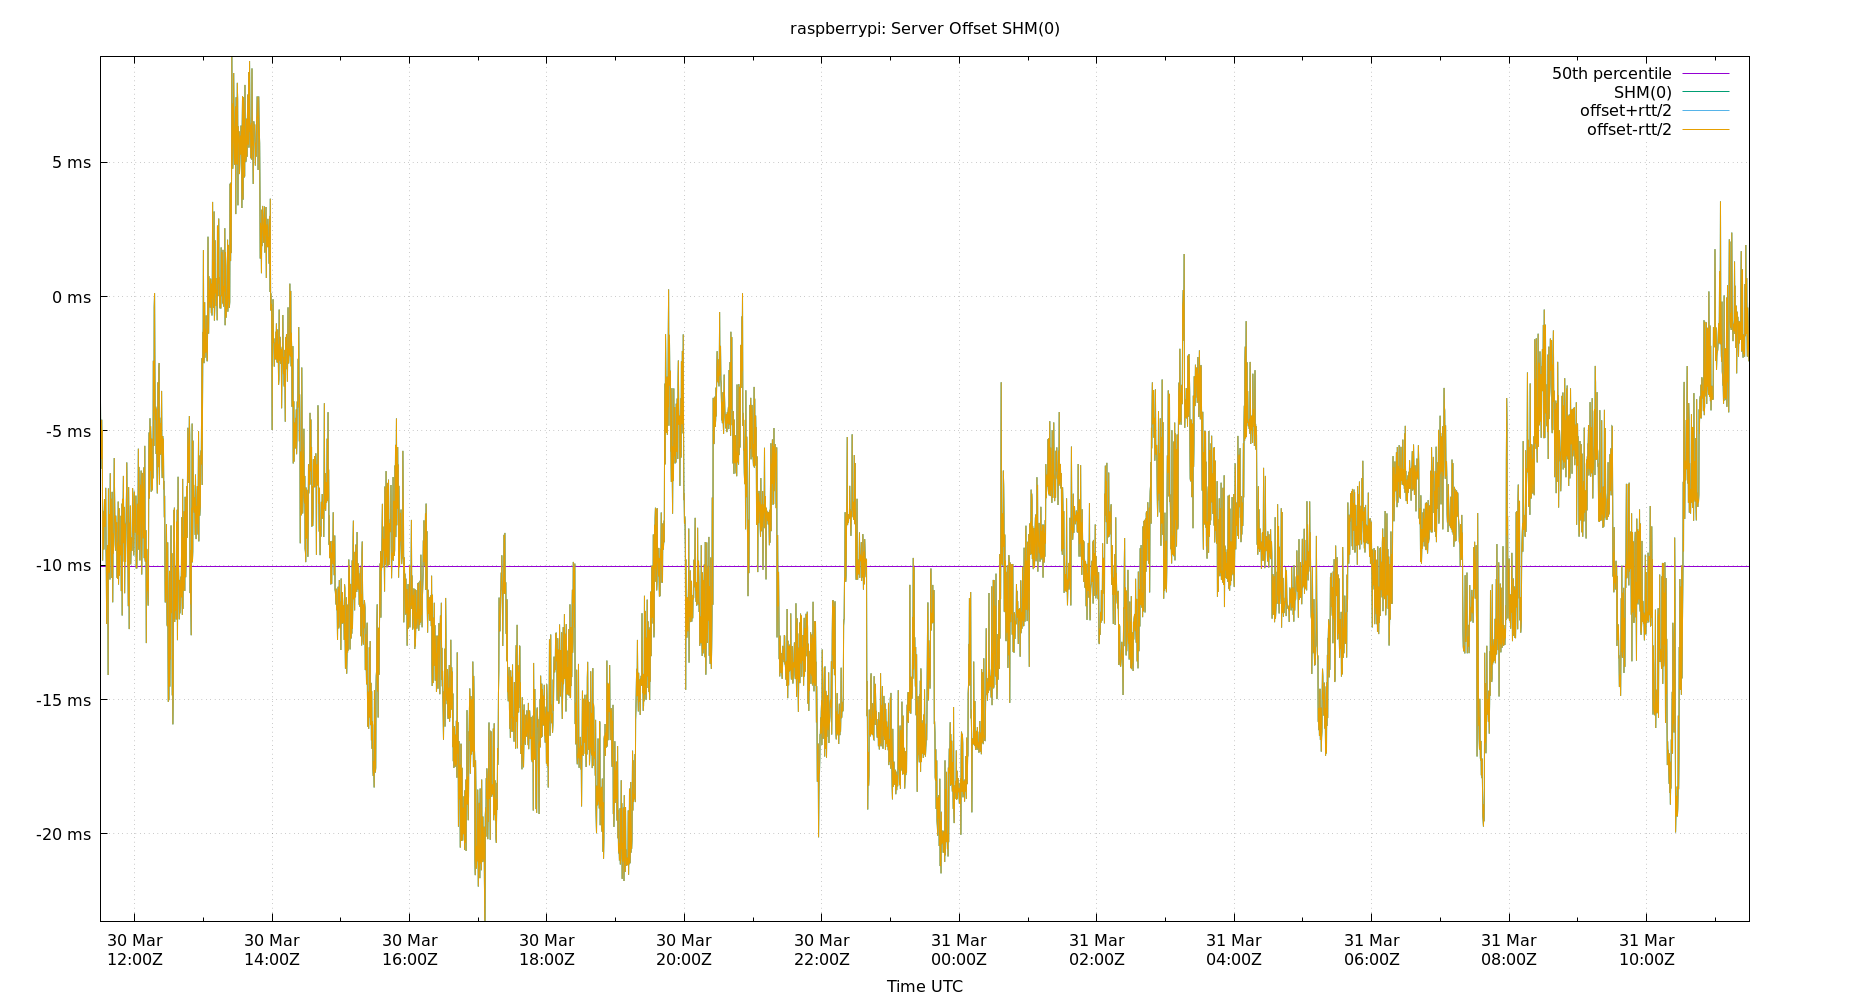 raspberrypi: Server Offset SHM(0)
50th percentile
SHM(0)
offset+rtt/2
offset-rtt/2
5 ms
0 ms
-5 ms
-10 ms
-15 ms
-20 ms
30 Mar 30 Mar 30 Mar 30 Mar 30 Mar 30 Mar 31 Mar 31 Mar 31 Mar 31 Mar 31 Mar 31 Mar
12:00Z 14:00Z 16:00Z 18:00Z 20:00Z 22:00Z 00:00Z 02:00Z 04:00Z 06:00Z 08:00Z 10:00Z
Time UTC